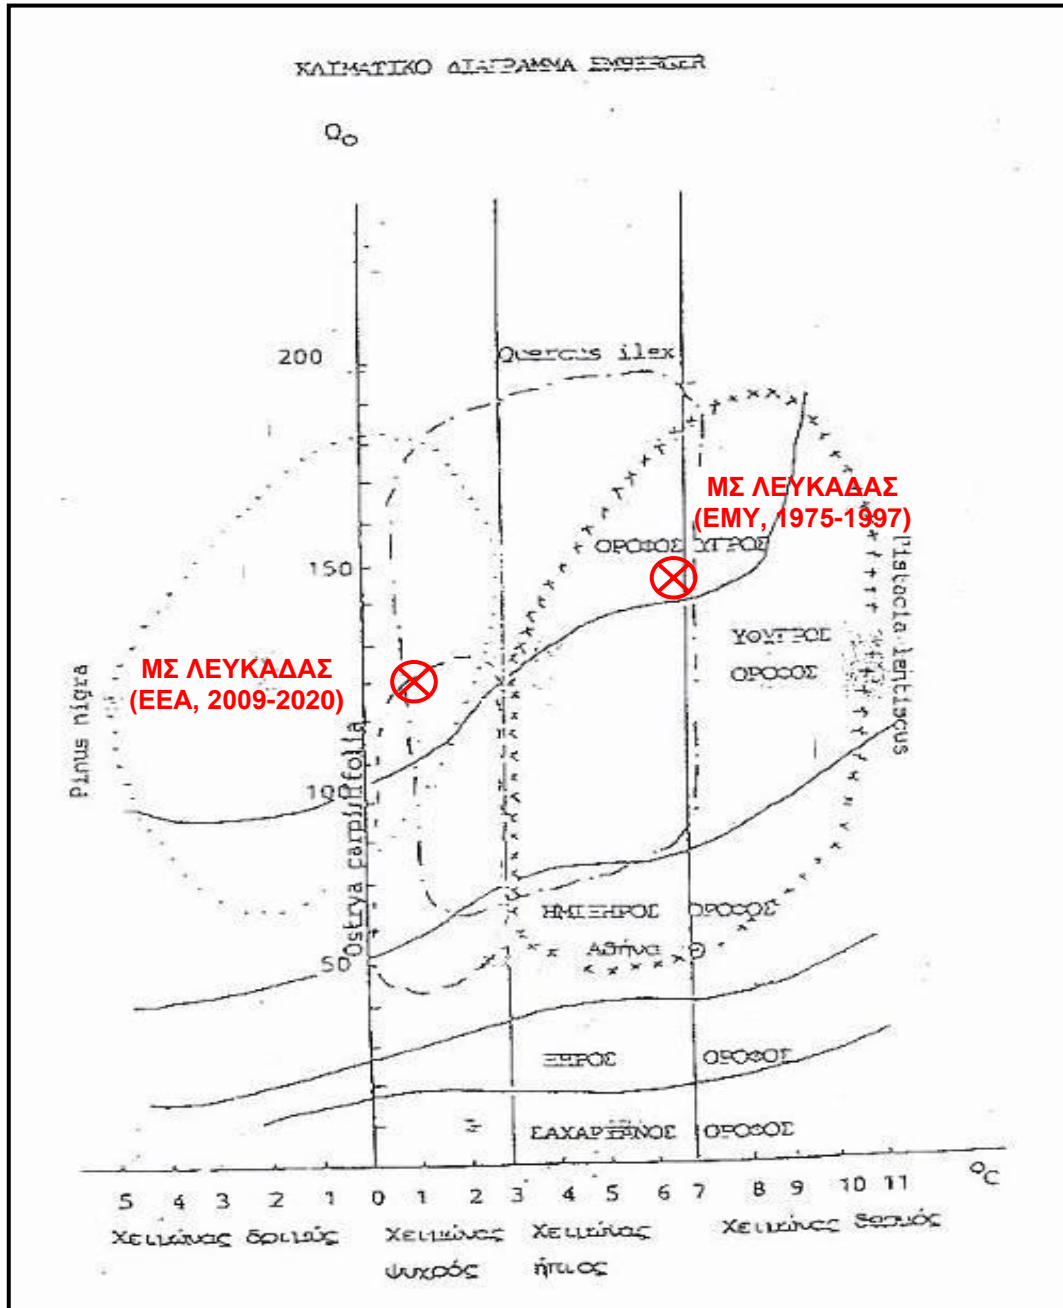 ΚΛΙΜΑΤΙΚΟ ΔΙΑΓΡΑΜΜΑ EMBERGER
Qo
200
Quercus ilex
ΜΣ ΛΕΥΚΑΔΑΣ
(ΕΜΥ, 1975-1997)
ΟΡΟΦΟΣ ΥΓΡΟΣ
150
Pistacia lentiscus
ΥΘΥΓΡΟΣ
ΟΡΟΦΟΣ
ΜΣ ΛΕΥΚΑΔΑΣ
(ΕΕΑ, 2009-2020)
Pinus nigra
Ostrya carpinifolia
100
ΗΜΙΞΗΡΟΣ ΟΡΟΦΟΣ
Αθήνα
50
ΞΗΡΟΣ ΟΡΟΦΟΣ
ΣΑΧΑΡΙΑΝΟΣ ΟΡΟΦΟΣ
5 4 3 2 1 0 1 2 3 4 5 6 7 8 9 10 11 °C
Χειμώνας δριμύς Χειμώνας ψυχρός Χειμώνας ήπιος Χειμώνας θερμός